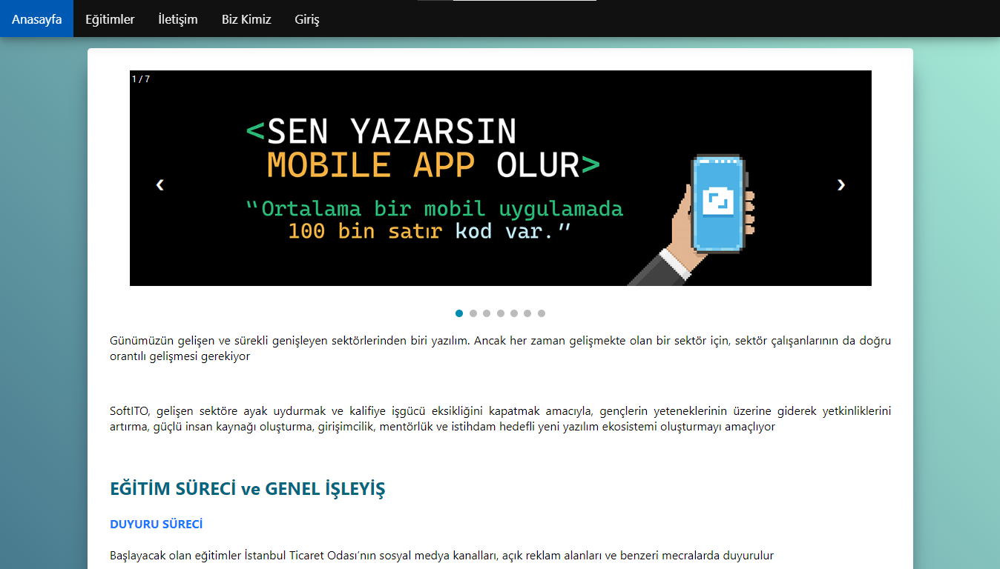 Anasayfa Eğitimler İletişim Biz Kimiz Giriş
1 / 7
<SEN YAZARSIN
MOBILE APP OLUR>
"Ortalama bir mobil uygulamada
100 bin satır kod var."
❮ ❯
Günümüzün gelişen ve sürekli genişleyen sektörlerinden biri yazılım. Ancak her zaman gelişmekte olan bir sektör için, sektör çalışanlarının da doğru
orantılı gelişmesi gerekiyor
SoftITO, gelişen sektöre ayak uydurmak ve kalifiye işgücü eksikliğini kapatmak amacıyla, gençlerin yeteneklerinin üzerine giderek yetkinliklerini
artırma, güçlü insan kaynağı oluşturma, girişimcilik, mentörlük ve istihdam hedefli yeni yazılım ekosistemi oluşturmayı amaçlıyor
EĞİTİM SÜRECİ ve GENEL İŞLEYİŞ
DUYURU SÜRECİ
Başlayacak olan eğitimler İstanbul Ticaret Odası’nın sosyal medya kanalları, açık reklam alanları ve benzeri mecralarda duyurulur